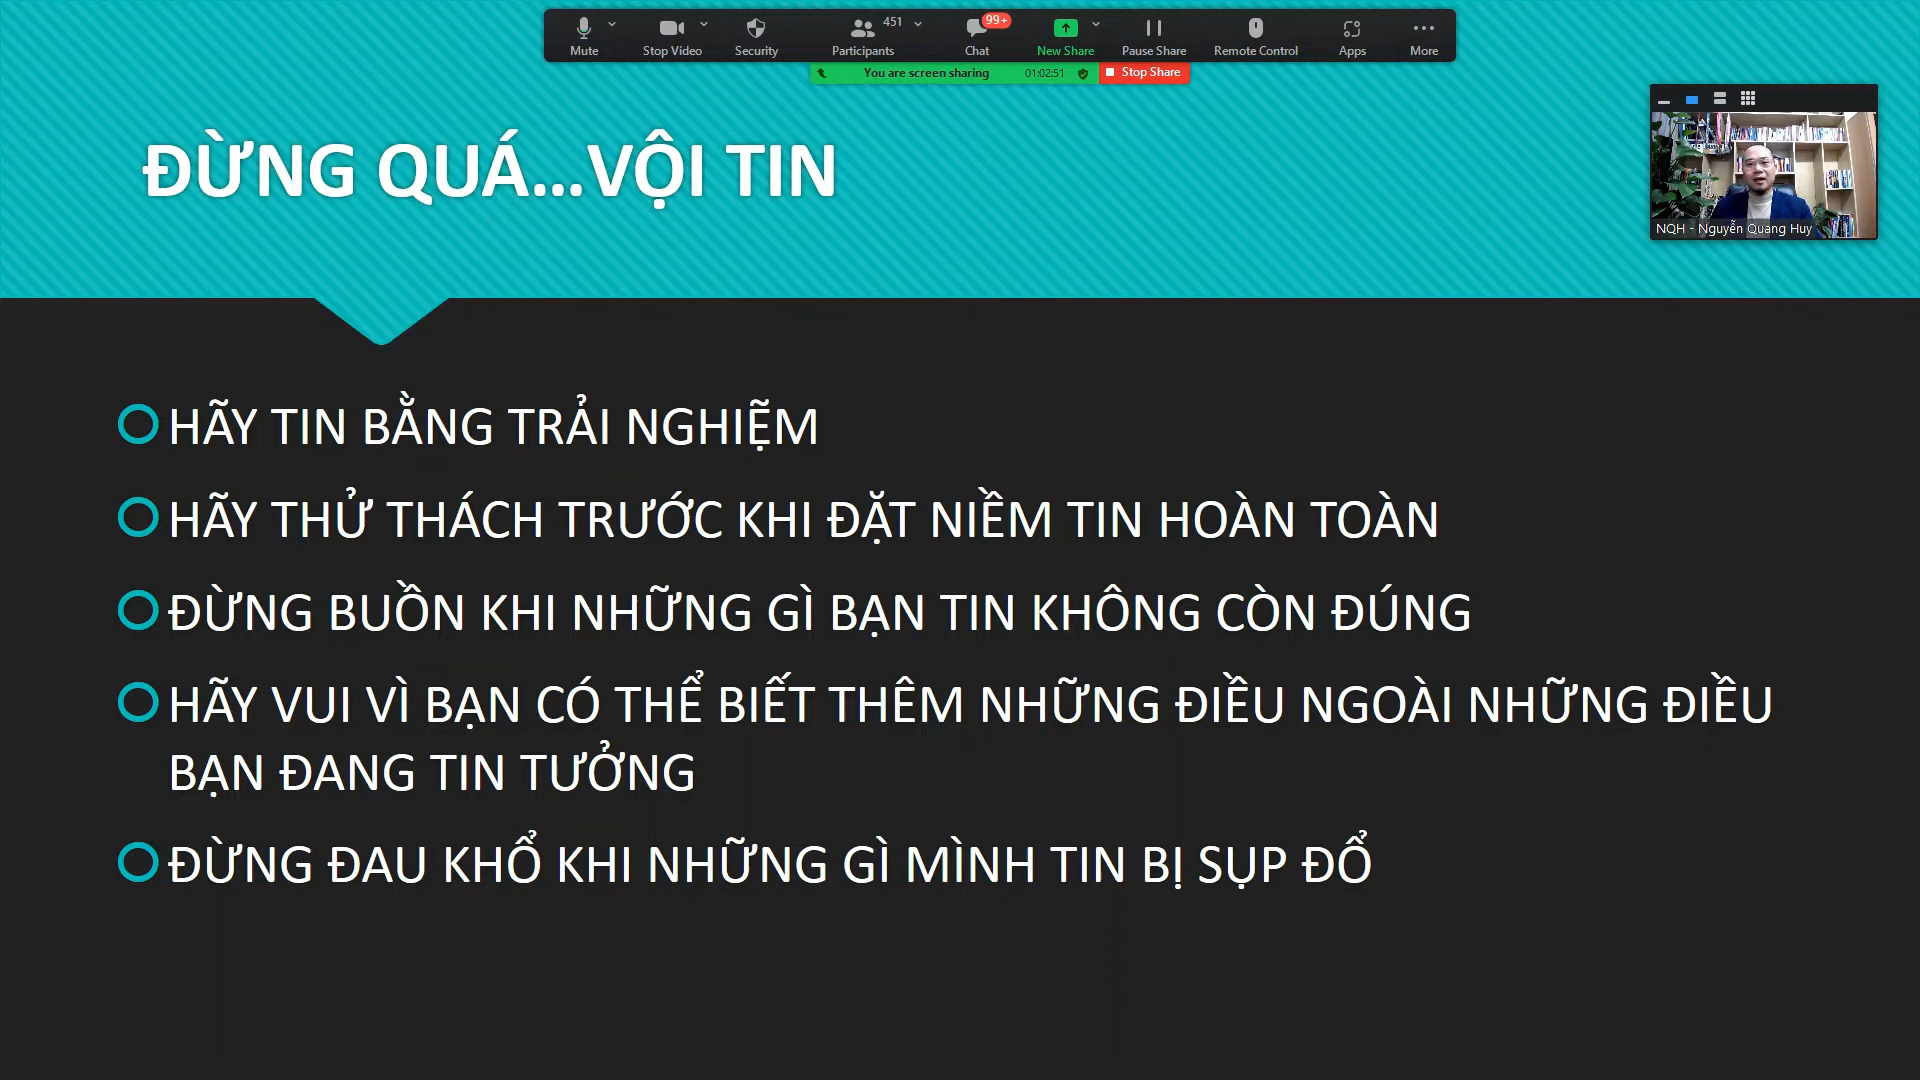 451
99+
Mute
Stop Video
Security
Participants
Chat
New Share
Pause Share
Remote Control
Apps
More
You are screen sharing
01:02:51
Stop Share
ĐỪNG QUÁ...VỘI TIN
NQH - Nguyễn Quang Huy
HÃY TIN BẰNG TRẢI NGHIỆM
HÃY THỬ THÁCH TRƯỚC KHI ĐẶT NIỀM TIN HOÀN TOÀN
ĐỪNG BUỒN KHI NHỮNG GÌ BẠN TIN KHÔNG CÒN ĐÚNG
HÃY VUI VÌ BẠN CÓ THỂ BIẾT THÊM NHỮNG ĐIỀU NGOÀI NHỮNG ĐIỀU
BẠN ĐANG TIN TƯỞNG
ĐỪNG ĐAU KHỔ KHI NHỮNG GÌ MÌNH TIN BỊ SỤP ĐỔ